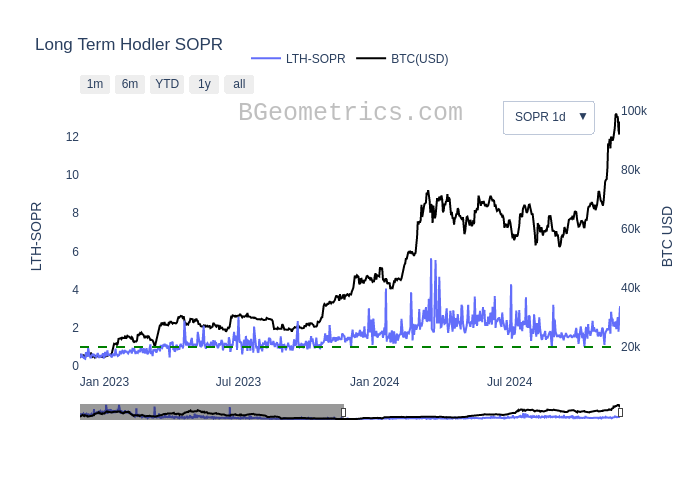 Long Term Hodler SOPR
LTH-SOPR BTC(USD)
1m 6m YTD 1y all
BGeometrics.com
SOPR 1d ▼
LTH-SOPR
12
10
8
6
4
2
0
100k
80k
60k
40k
20k
BTC USD
Jan 2023 Jul 2023 Jan 2024 Jul 2024